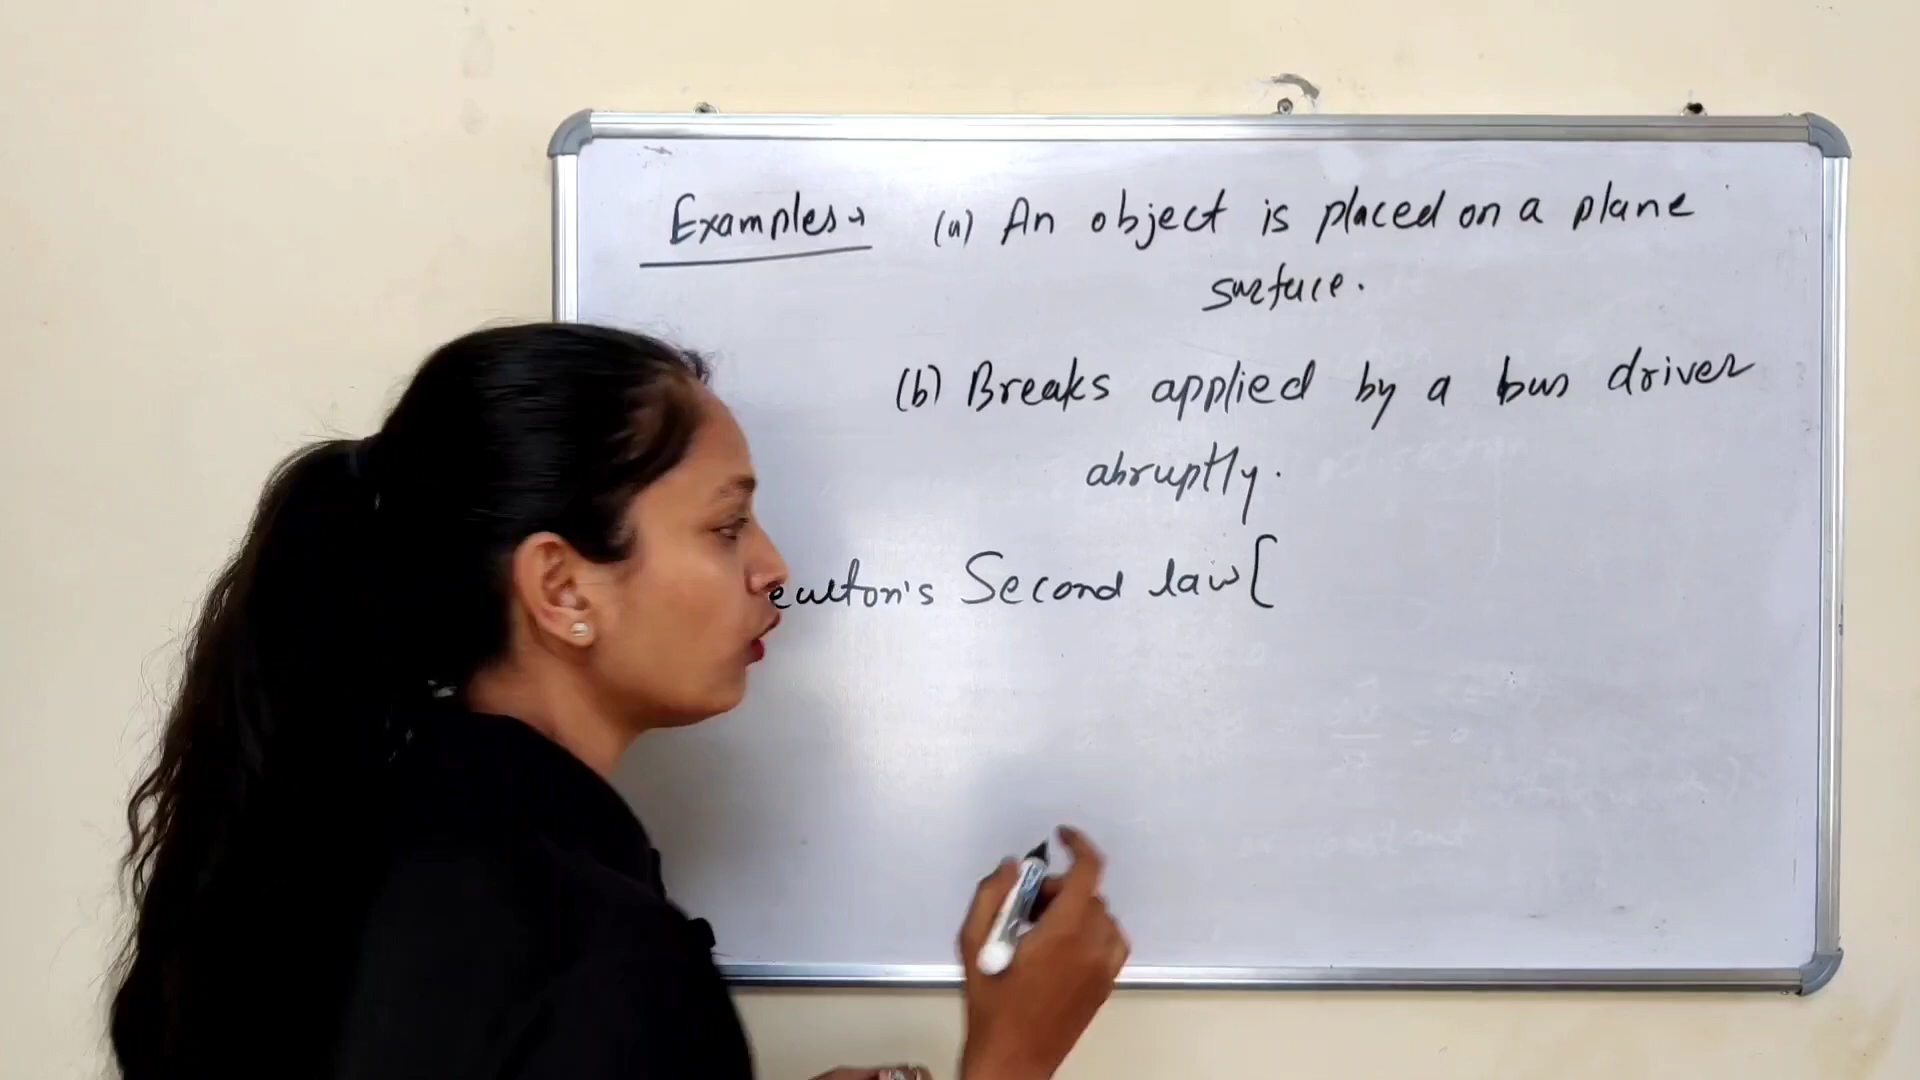 Examples→ (a) An object is placed on a plane
surface.
(b) Breaks applied by a bus driver
abruptly.
ewton's Second law [